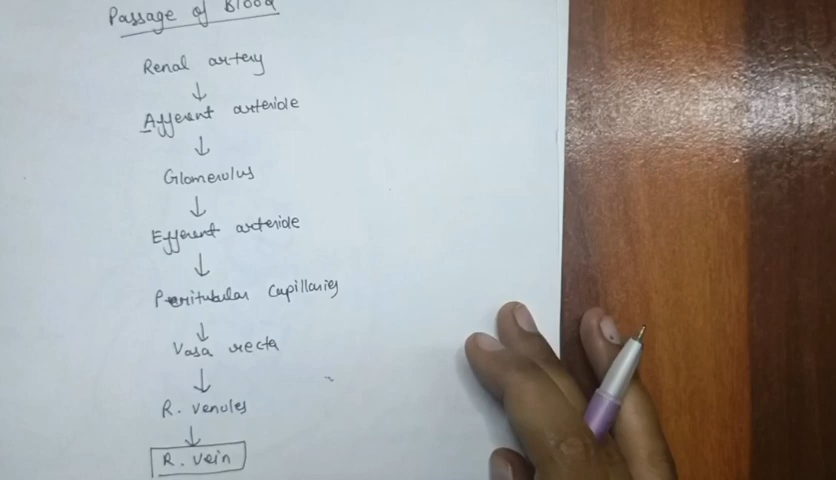 Passage of Blood
Renal artery
↓
Afferent arteriole
↓
Glomerulus
↓
Efferent arteriole
↓
Peritubular Capillaries
↓
Vasa recta
↓
R. venules
↓
R. vein